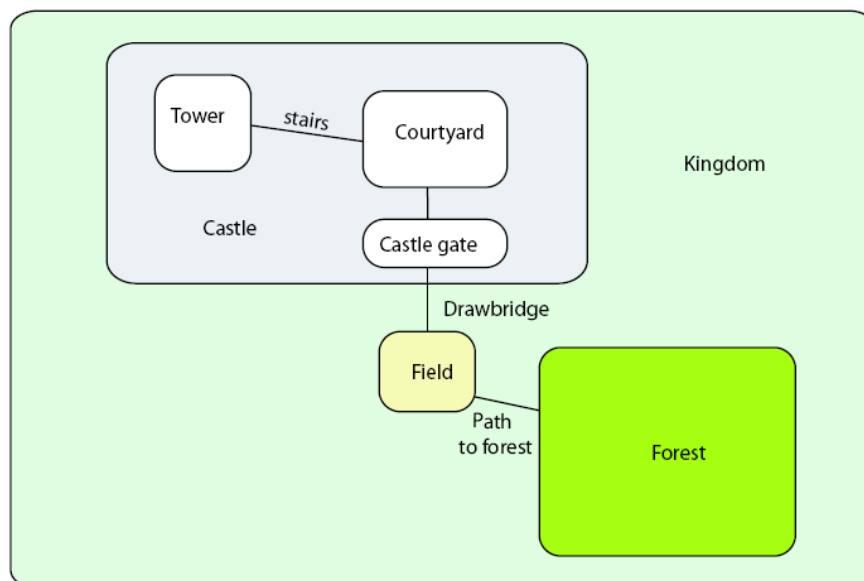 Tower
stairs
Courtyard
Kingdom
Castle
Castle gate
Drawbridge
Field
Path
to forest
Forest